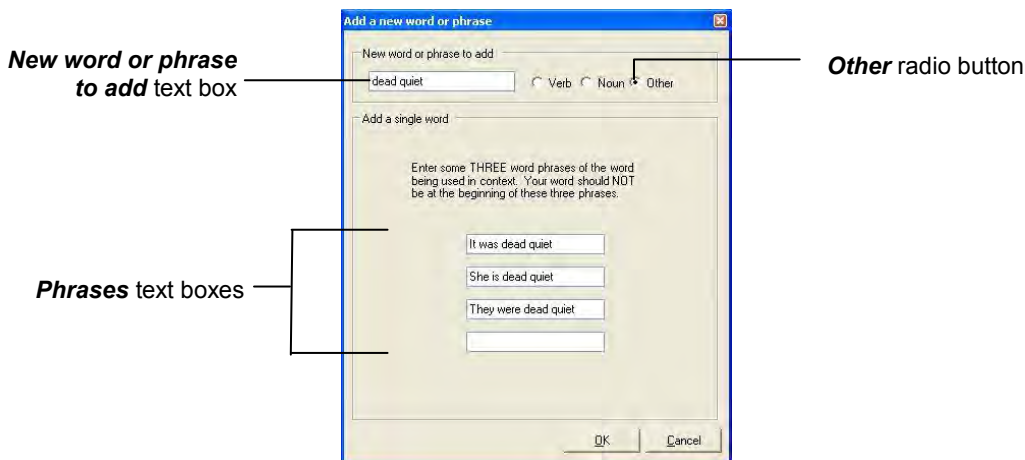 Add a new word or phrase
New word or phrase to add
New word or phrase
to add text box
dead quiet
Verb
Noun
Other
Other radio button
Add a single word
Enter some THREE word phrases of the word
being used in context. Your word should NOT
be at the beginning of these three phrases.
It was dead quiet
She is dead quiet
Phrases text boxes
They were dead quiet
OK
Cancel